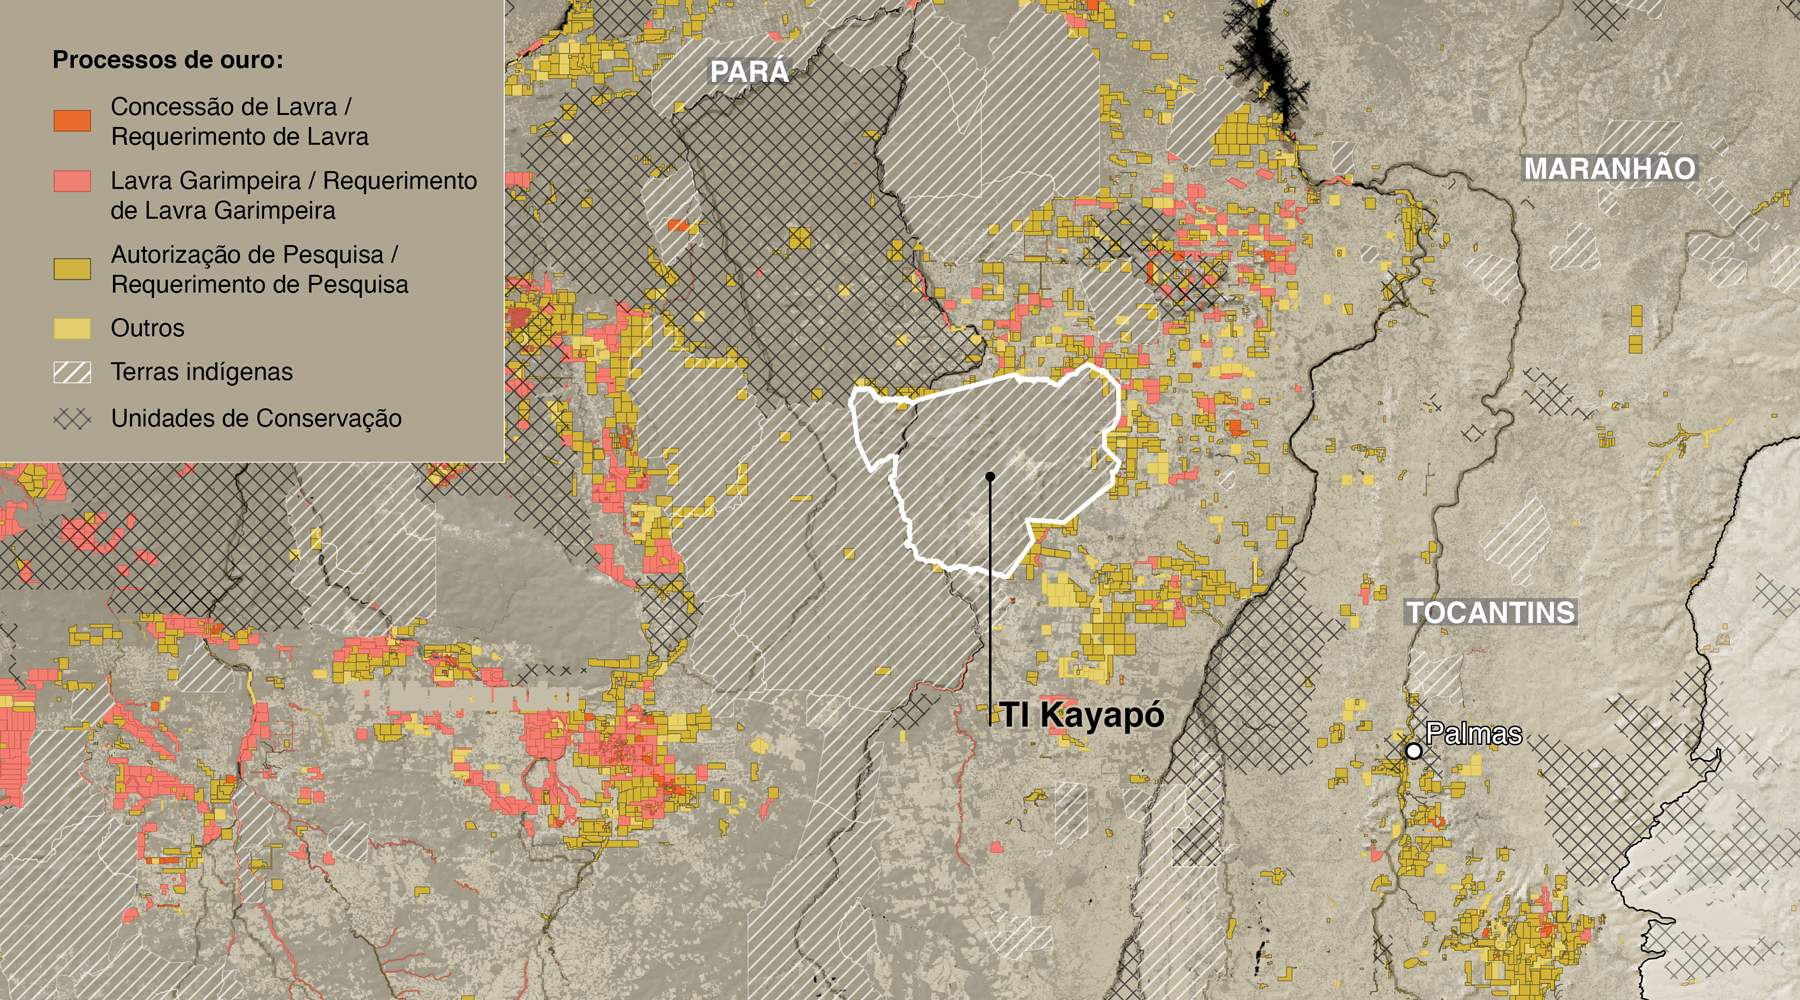 Processos de ouro:
Concessão de Lavra /
Requerimento de Lavra
Lavra Garimpeira / Requerimento
de Lavra Garimpeira
Autorização de Pesquisa /
Requerimento de Pesquisa
Outros
Terras indígenas
Unidades de Conservação
PARÁ
MARANHÃO
TOCANTINS
TI Kayapó
Palmas